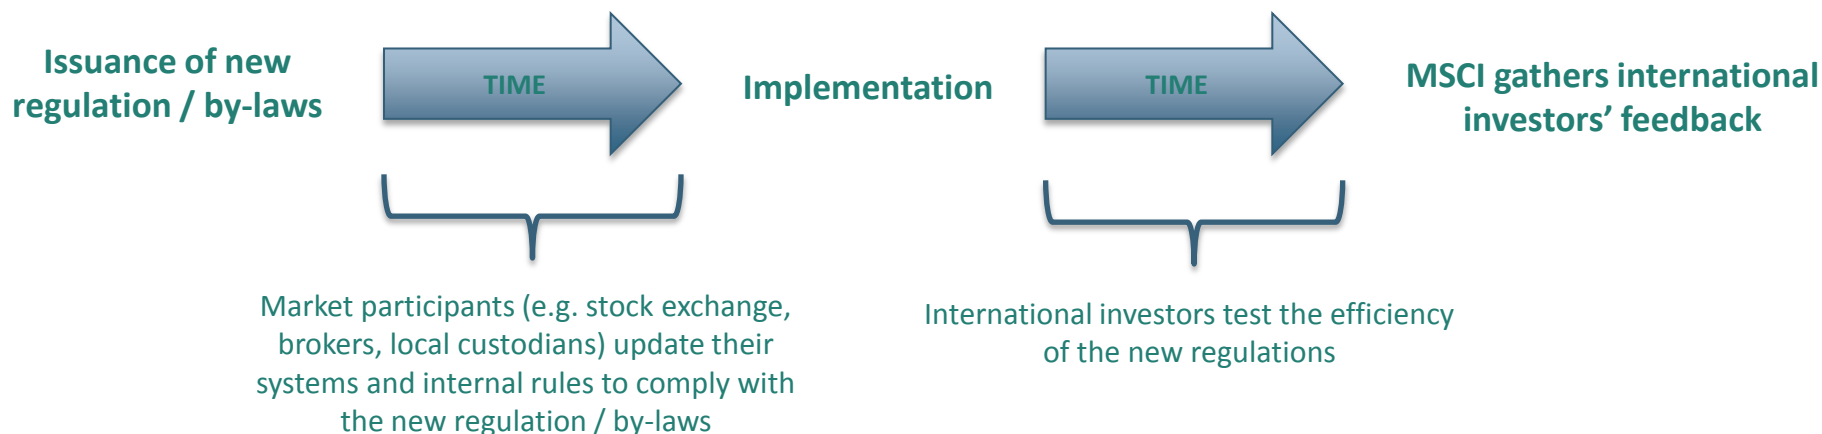 Issuance of new
regulation / by-laws
TIME
Implementation
TIME
MSCI gathers international
investors’ feedback
Market participants (e.g. stock exchange,
brokers, local custodians) update their
systems and internal rules to comply with
the new regulation / by-laws
International investors test the efficiency
of the new regulations